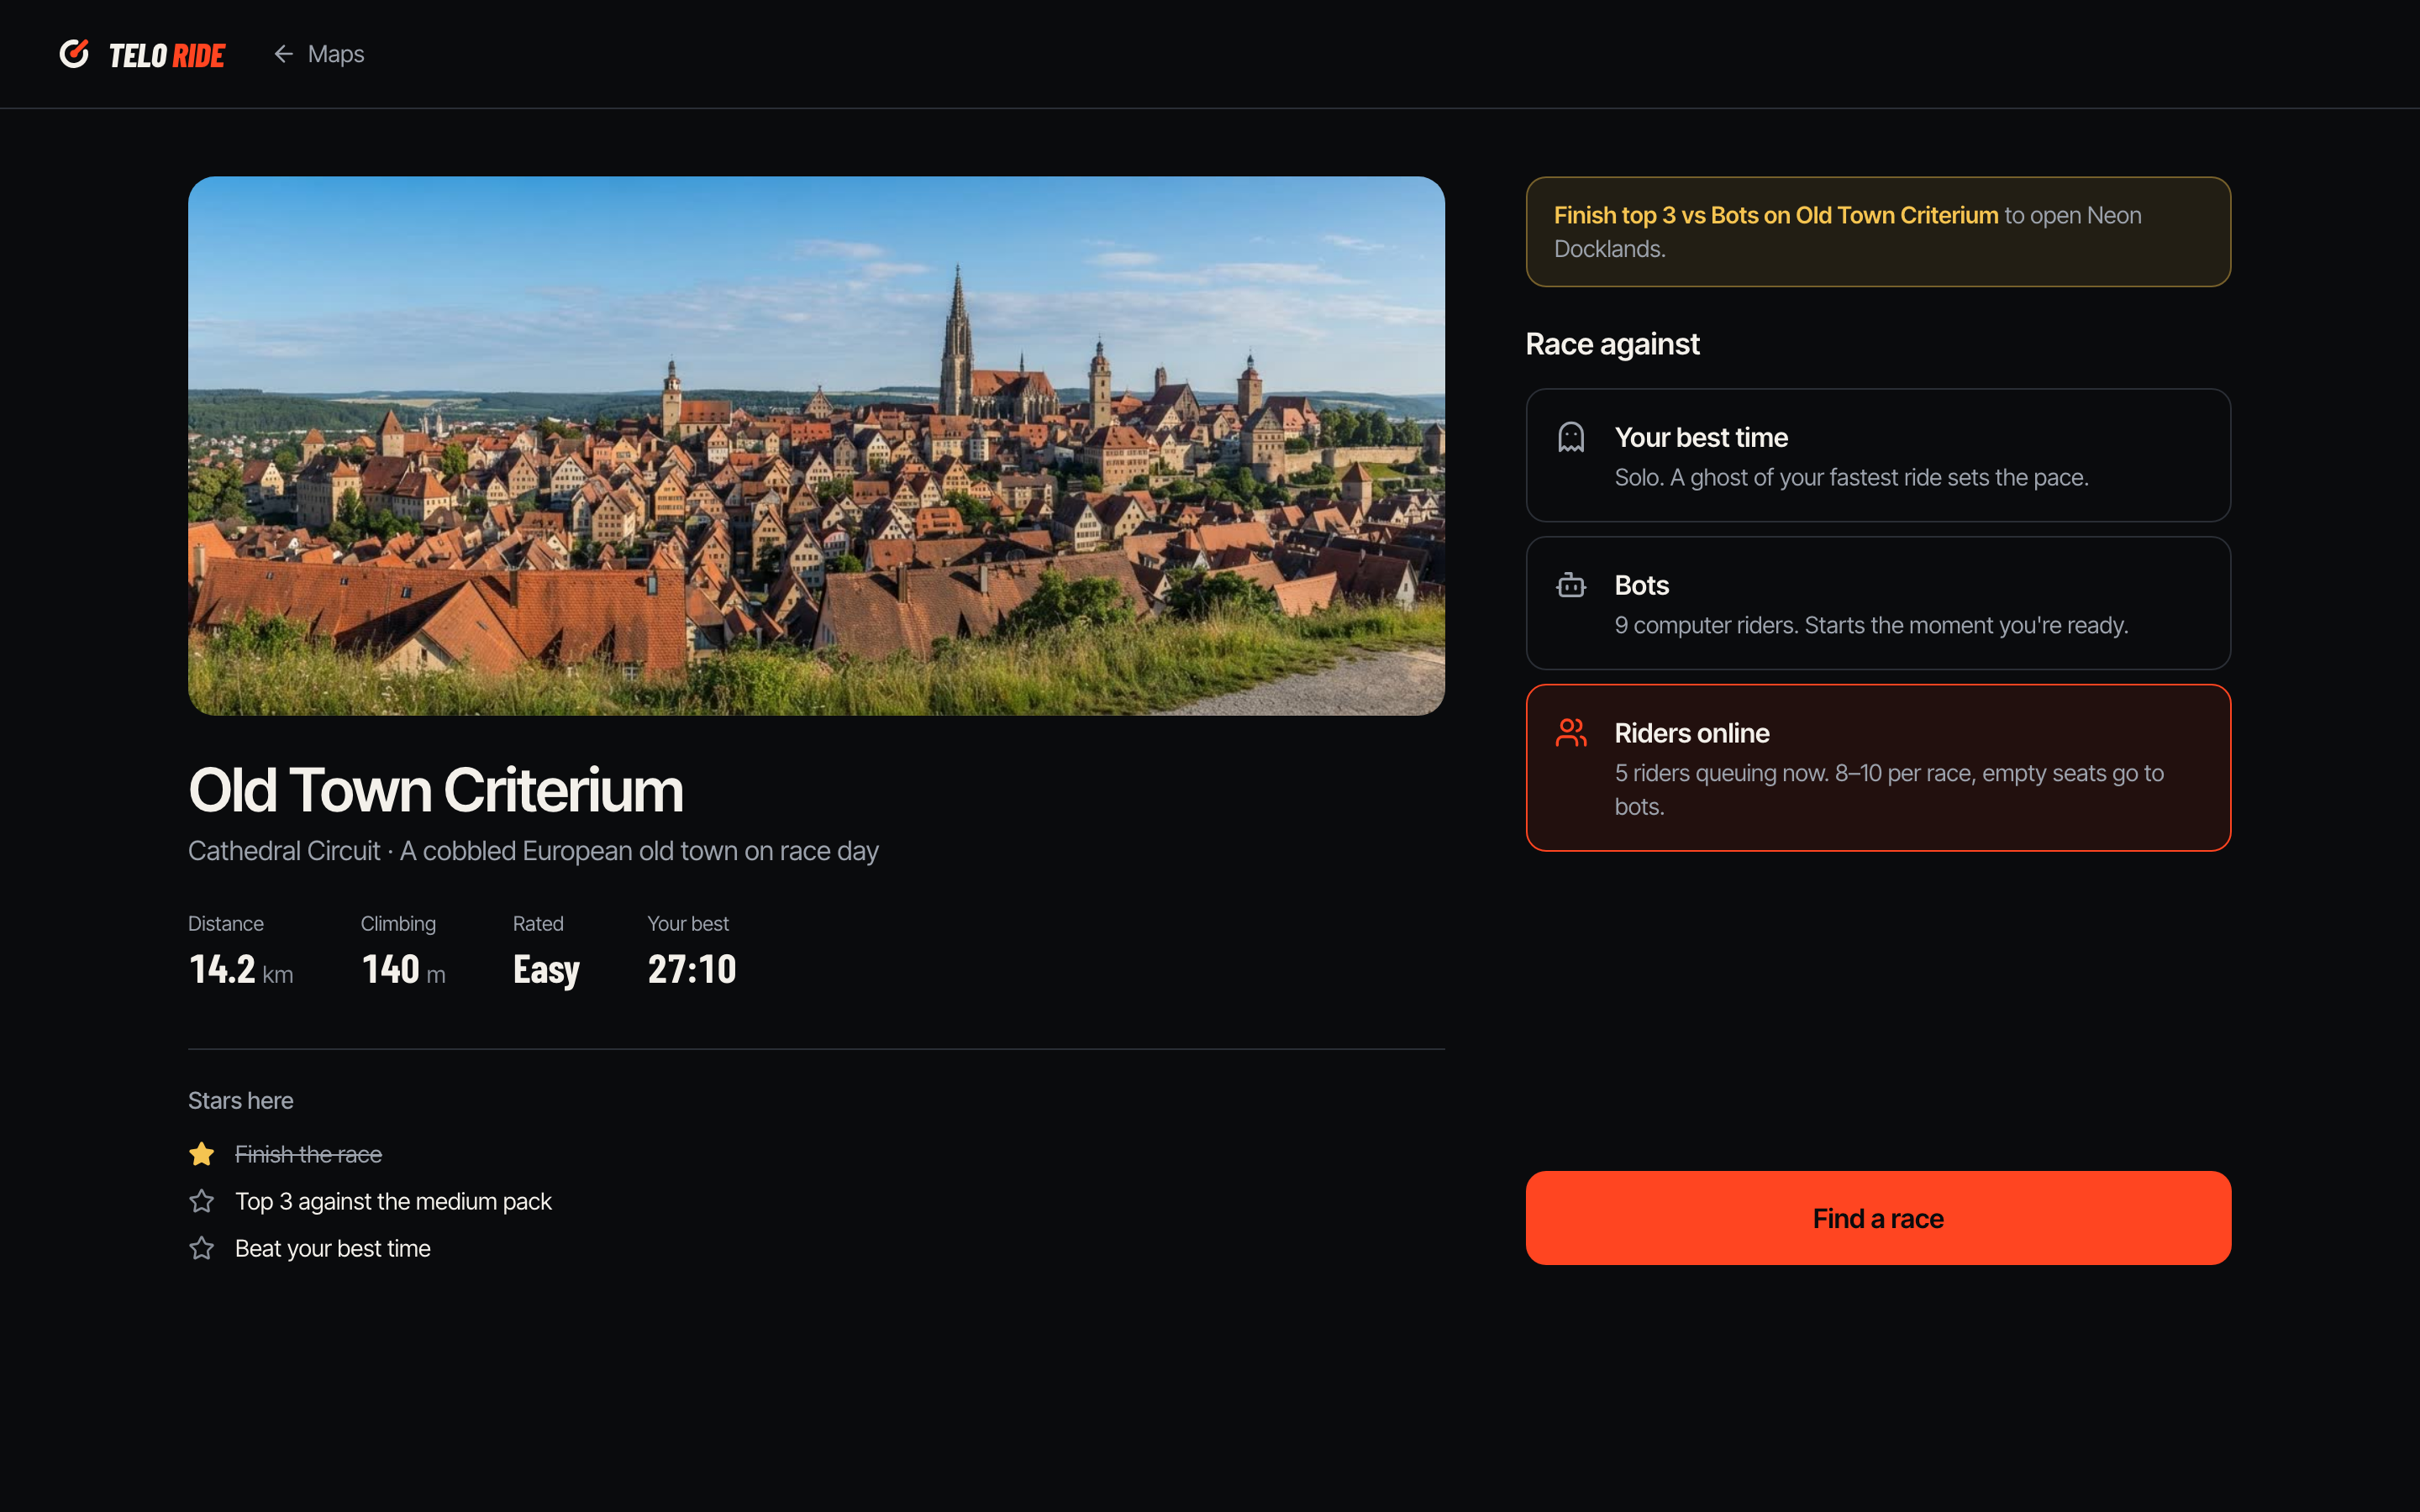 TELO RIDE
Maps
Finish top 3 vs Bots on Old Town Criterium to open Neon
Docklands.
Race against
Your best time
Solo. A ghost of your fastest ride sets the pace.
Bots
9 computer riders. Starts the moment you're ready.
Riders online
5 riders queuing now. 8–10 per race, empty seats go to
bots.
Old Town Criterium
Cathedral Circuit · A cobbled European old town on race day
Distance Climbing Rated Your best
14.2 km 140 m Easy 27:10
Stars here
Finish the race
Top 3 against the medium pack
Beat your best time
Find a race